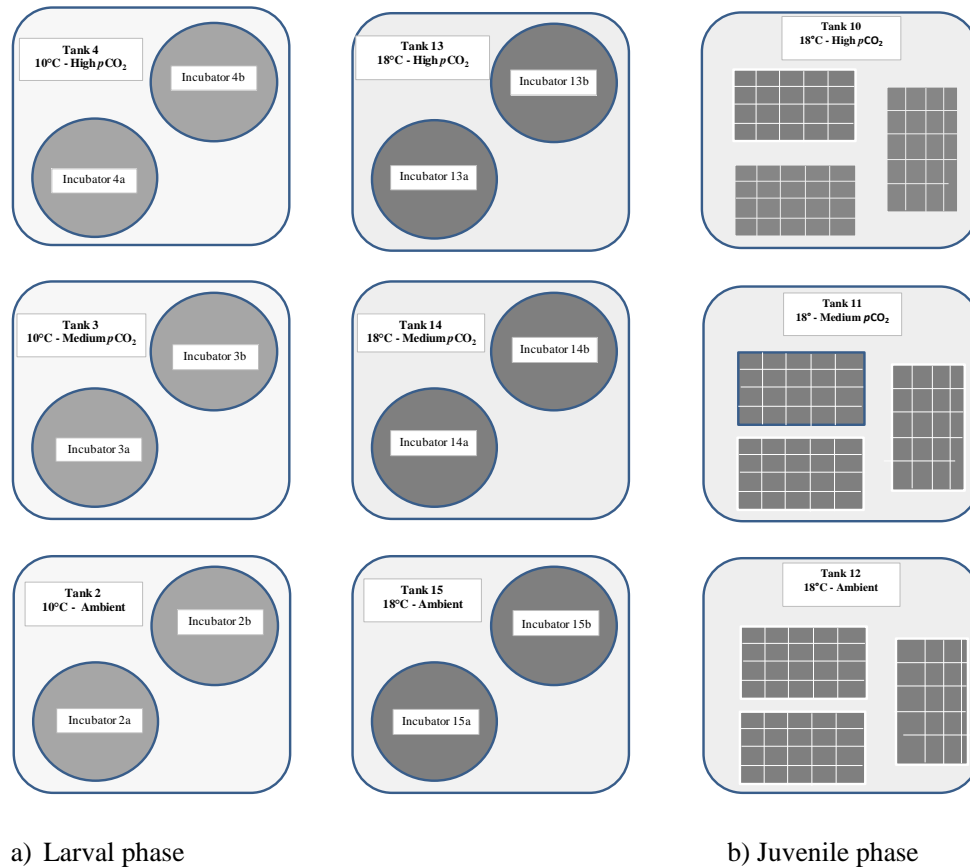 Tank 4
10°C - High pCO₂
Incubator 4b
Incubator 4a
Tank 13
18°C - High pCO₂
Incubator 13b
Incubator 13a
Tank 10
18°C - High pCO₂
Tank 3
10°C - Medium pCO₂
Incubator 3b
Incubator 3a
Tank 14
18°C - Medium pCO₂
Incubator 14b
Incubator 14a
Tank 11
18° - Medium pCO₂
Tank 2
10°C - Ambient
Incubator 2b
Incubator 2a
Tank 15
18°C - Ambient
Incubator 15b
Incubator 15a
Tank 12
18°C - Ambient
a) Larval phase
b) Juvenile phase